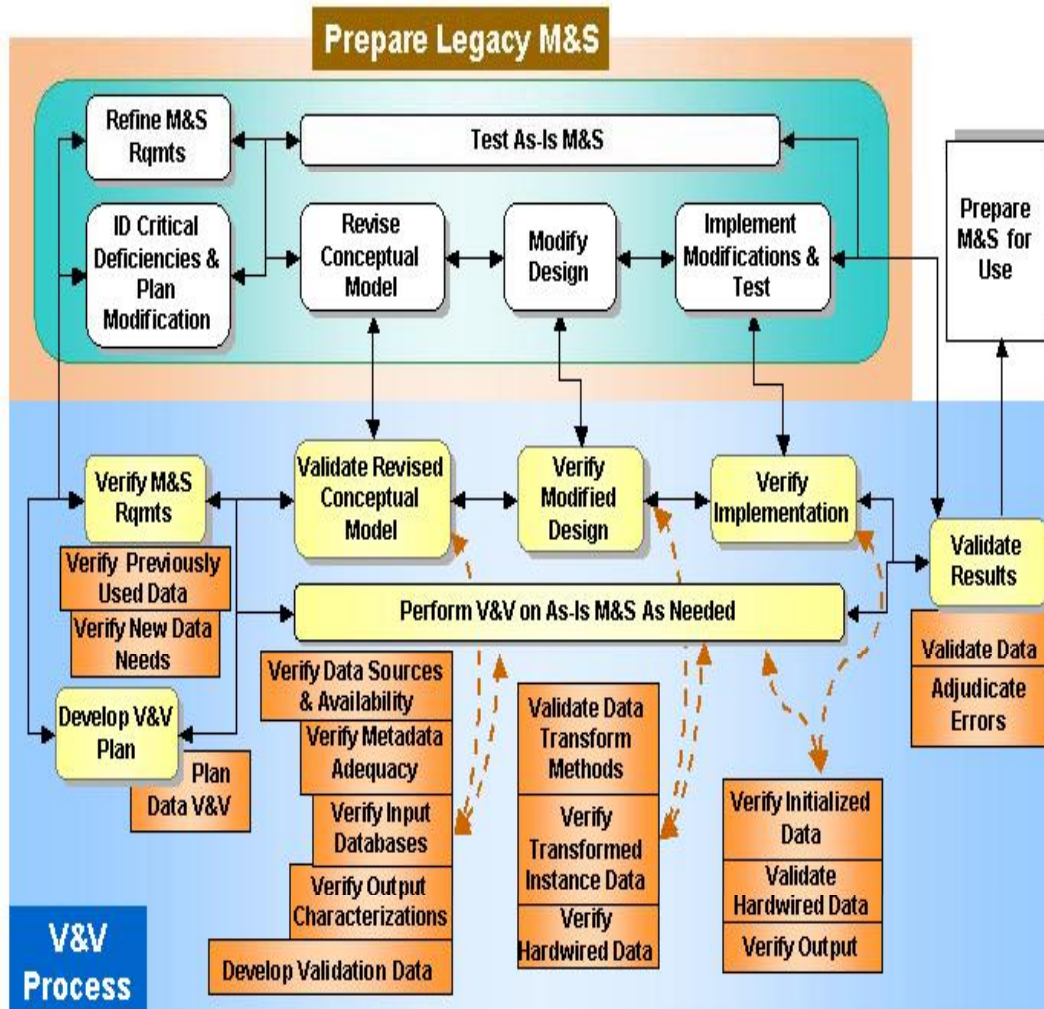 Prepare Legacy M&S
Refine M&S
Rqmts
Test As-Is M&S
ID Critical
Deficiencies &
Plan
Modification
Revise
Conceptual
Model
Modify
Design
Implement
Modifications &
Test
Prepare
M&S for
Use
Verify M&S
Rqmts
Verify Previously
Used Data
Verify New Data
Needs
Develop V&V
Plan
Plan
Data V&V
Validate Revised
Conceptual
Model
Verify
Modified
Design
Verify
Implementation
Validate
Results
Validate Data
Adjudicate
Errors
Perform V&V on As-Is M&S As Needed
Verify Data Sources
& Availability
Verify Metadata
Adequacy
Verify Input
Databases
Verify Output
Characterizations
Develop Validation Data
Validate Data
Transform
Methods
Verify
Transformed
Instance Data
Verify
Hardwired Data
Verify Initialized
Data
Validate
Hardwired Data
Verify Output
V&V
Process